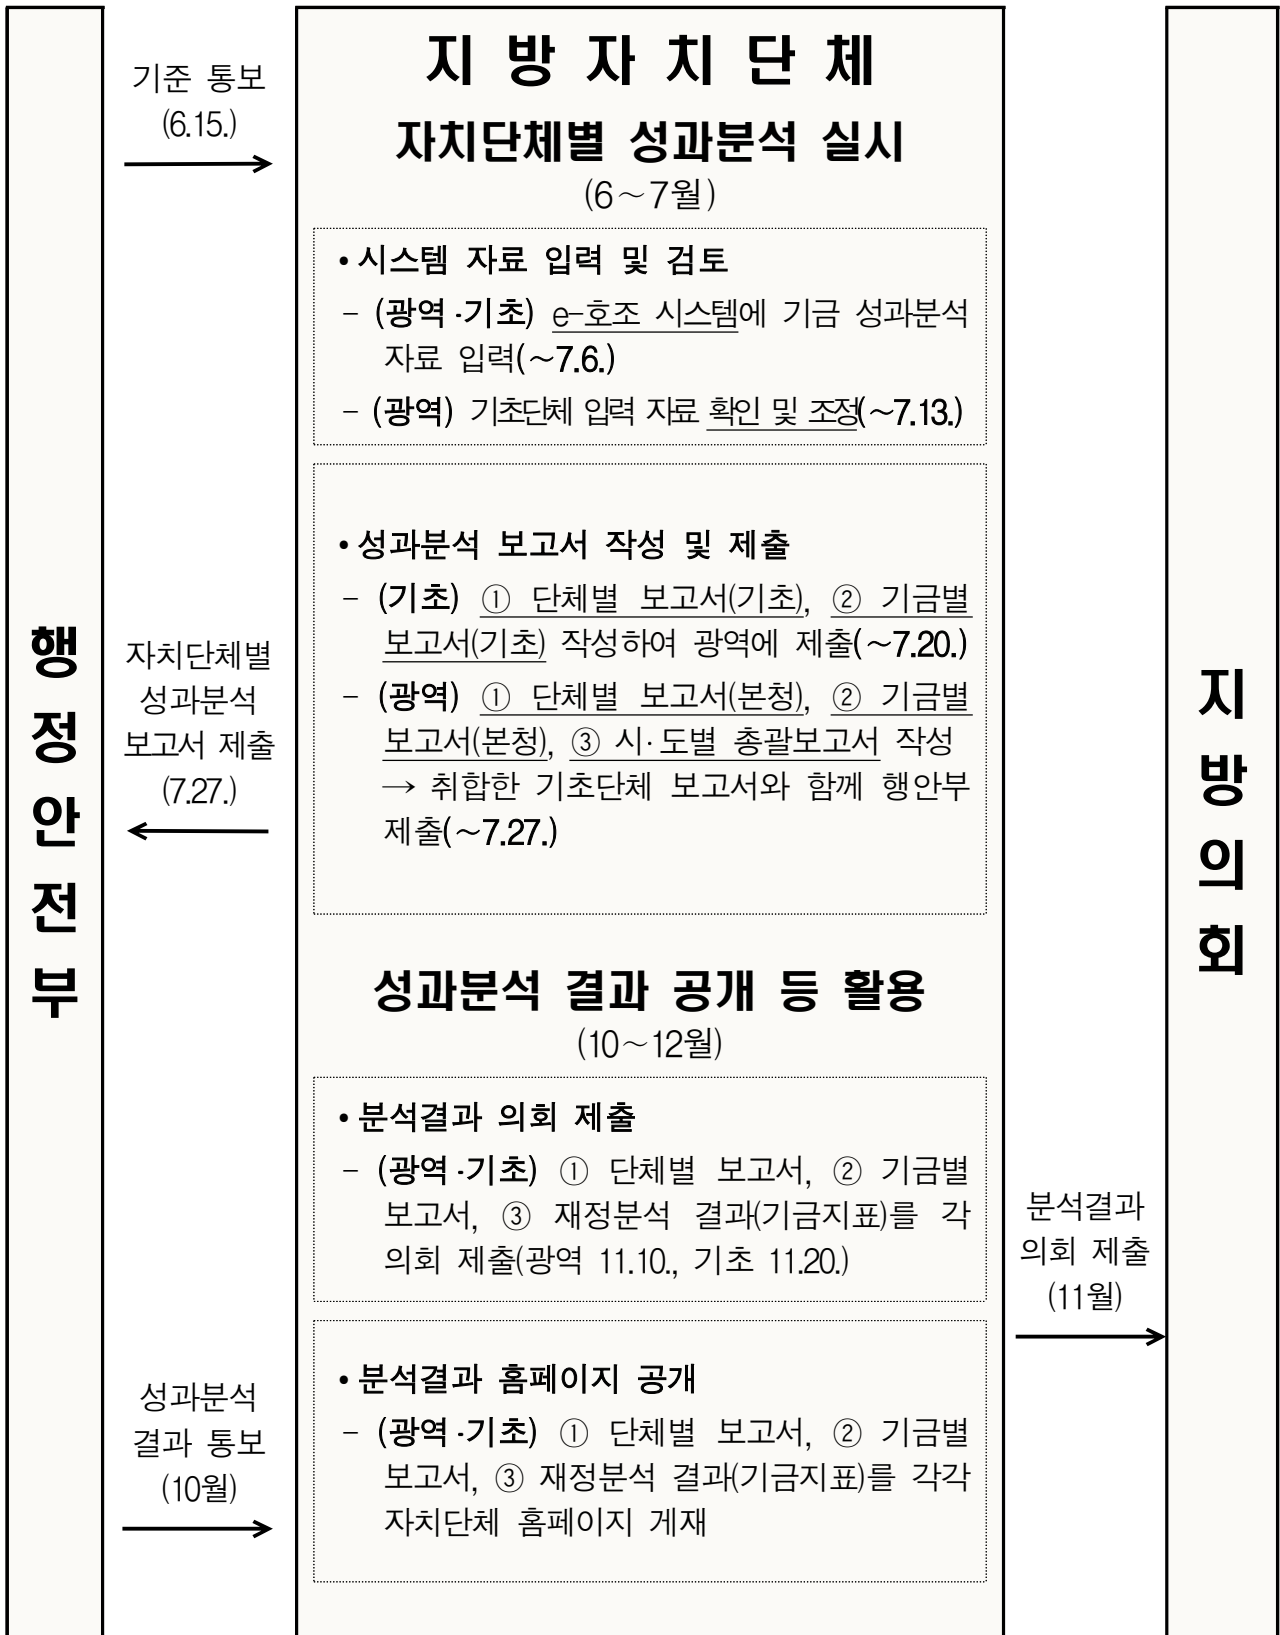 행
정
안
전
부
기준 통보
(6.15.)
자치단체별
성과분석
보고서 제출
(7.27.)
성과분석
결과 통보
(10월)
지 방 자 치 단 체
자치단체별 성과분석 실시
(6～7월)
• 시스템 자료 입력 및 검토
- (광역·기초) e-호조 시스템에 기금 성과분석
자료 입력(～7.6.)
- (광역) 기초단체 입력 자료 확인 및 조정(～7.13.)
• 성과분석 보고서 작성 및 제출
- (기초) ① 단체별 보고서(기초), ② 기금별
보고서(기초) 작성하여 광역에 제출(～7.20.)
- (광역) ① 단체별 보고서(본청), ② 기금별
보고서(본청), ③ 시·도별 총괄보고서 작성
→ 취합한 기초단체 보고서와 함께 행안부
제출(～7.27.)
성과분석 결과 공개 등 활용
(10～12월)
• 분석결과 의회 제출
- (광역·기초) ① 단체별 보고서, ② 기금별
보고서, ③ 재정분석 결과(기금지표)를 각
의회 제출(광역 11.10., 기초 11.20.)
• 분석결과 홈페이지 공개
- (광역·기초) ① 단체별 보고서, ② 기금별
보고서, ③ 재정분석 결과(기금지표)를 각각
자치단체 홈페이지 게재
분석결과
의회 제출
(11월)
지
방
의
회